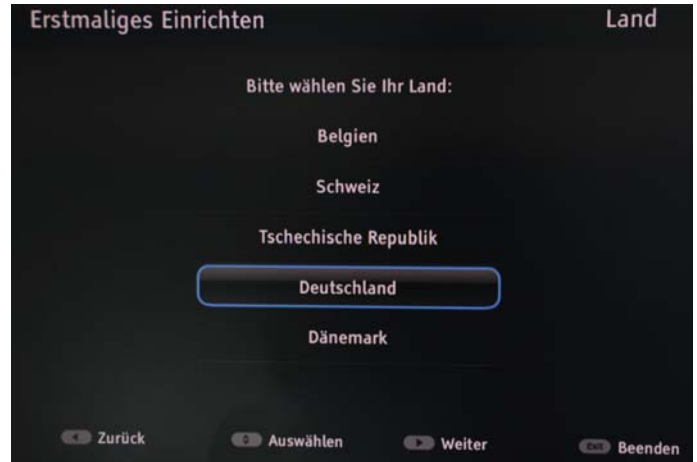 Erstmaliges Einrichten Land
Bitte wählen Sie Ihr Land:
Belgien
Schweiz
Tschechische Republik
Deutschland
Dänemark
Zurück Auswählen Weiter Exit Beenden